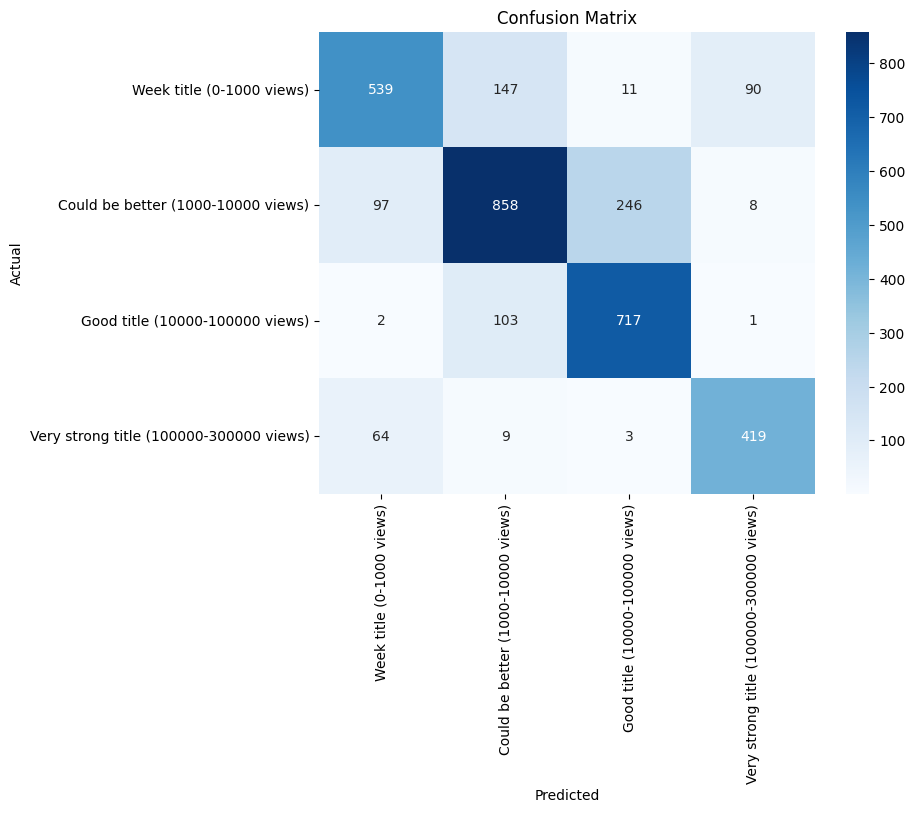 Confusion Matrix
Actual
Week title (0-1000 views)
539 147 11 90
Could be better (1000-10000 views)
97 858 246 8
Good title (10000-100000 views)
2 103 717 1
Very strong title (100000-300000 views)
64 9 3 419
Week title (0-1000 views)
Could be better (1000-10000 views)
Good title (10000-100000 views)
Very strong title (100000-300000 views)
Predicted
800
700
600
500
400
300
200
100